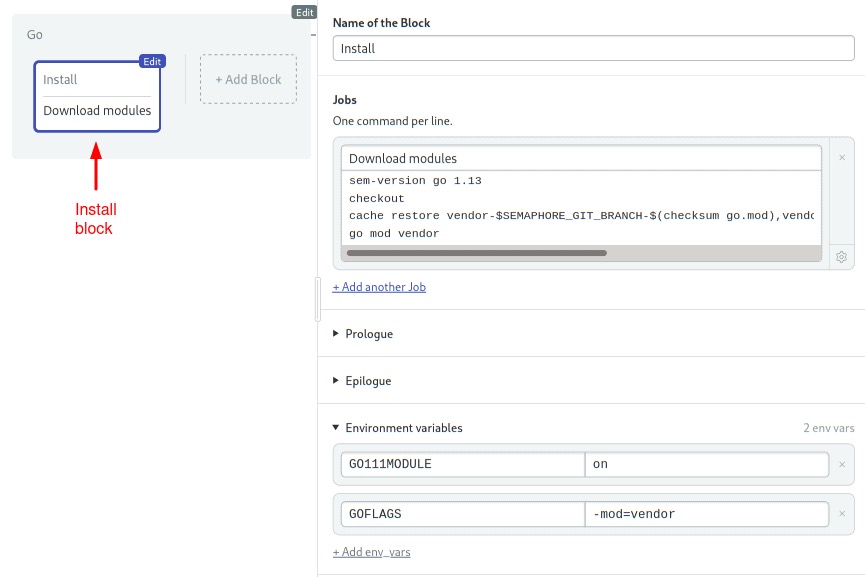 Edit
Go
Edit
Install
Download modules
+ Add Block
Install
block
Name of the Block
Install
Jobs
One command per line.
Download modules
sem-version go 1.13
checkout
cache restore vendor-$SEMAPHORE_GIT_BRANCH-$(checksum go.mod),vendo
go mod vendor
+ Add another Job
Prologue
Epilogue
Environment variables
2 env vars
GO111MODULE
on
GOFLAGS
-mod=vendor
+ Add env_vars